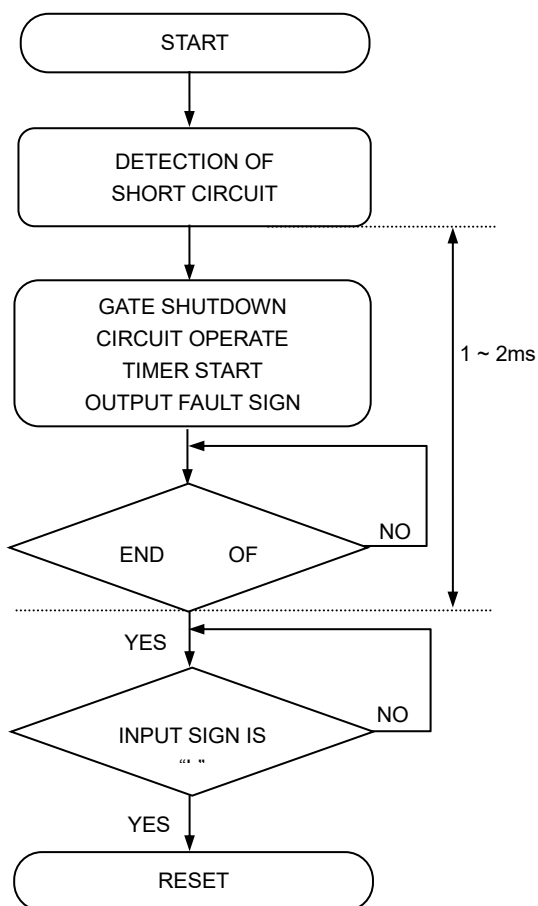 START
DETECTION OF
SHORT CIRCUIT
GATE SHUTDOWN
CIRCUIT OPERATE
TIMER START
OUTPUT FAULT SIGN
1 ~ 2ms
NO
END OF
YES
NO
INPUT SIGN IS
YES
RESET